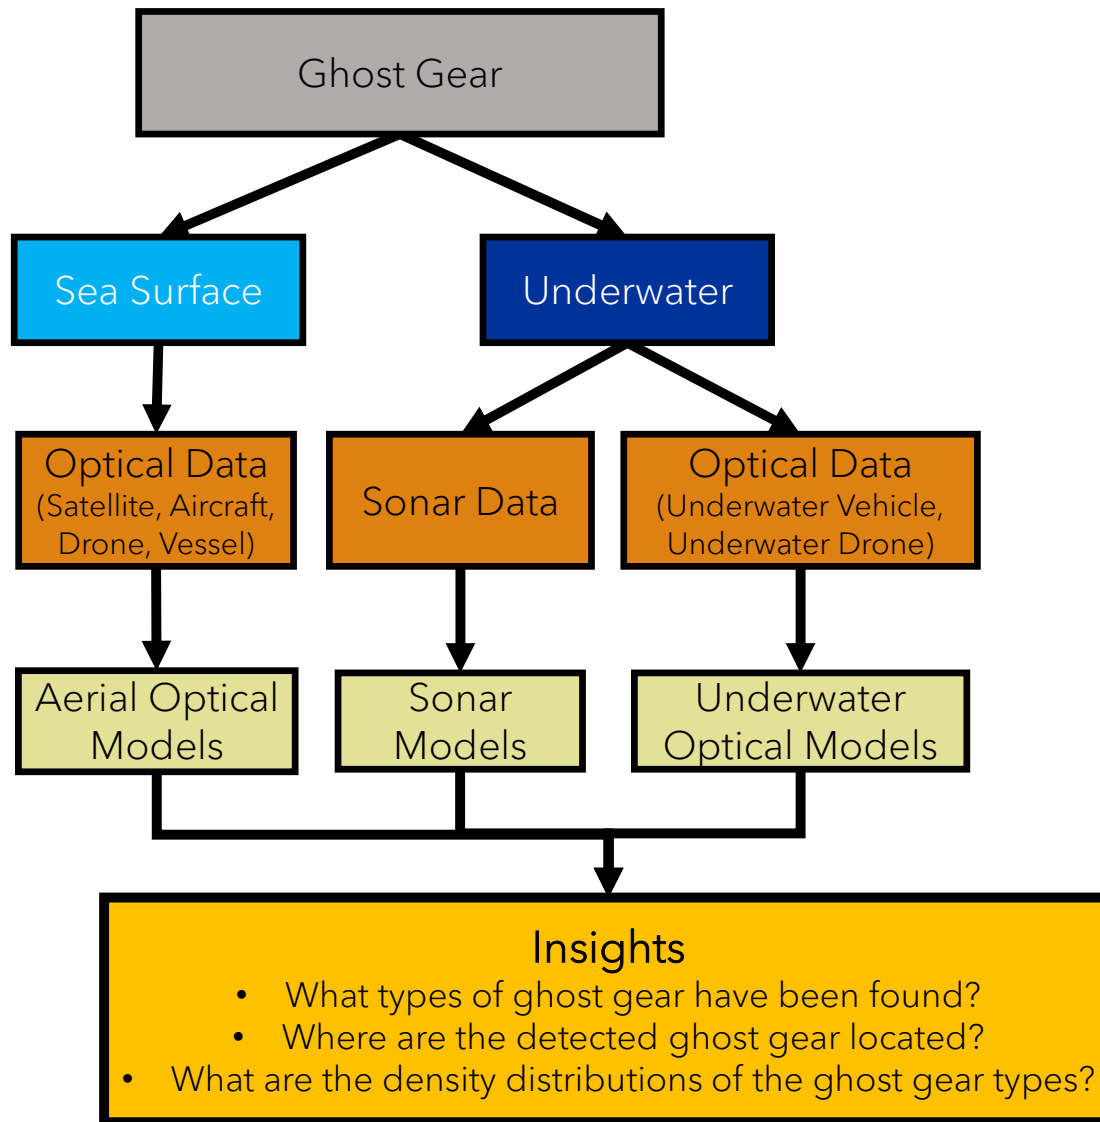 Ghost Gear
Sea Surface
Underwater
Optical Data
(Satellite, Aircraft,
Drone, Vessel)
Sonar Data
Optical Data
(Underwater Vehicle,
Underwater Drone)
Aerial Optical
Models
Sonar
Models
Underwater
Optical Models
Insights
• What types of ghost gear have been found?
• Where are the detected ghost gear located?
• What are the density distributions of the ghost gear types?